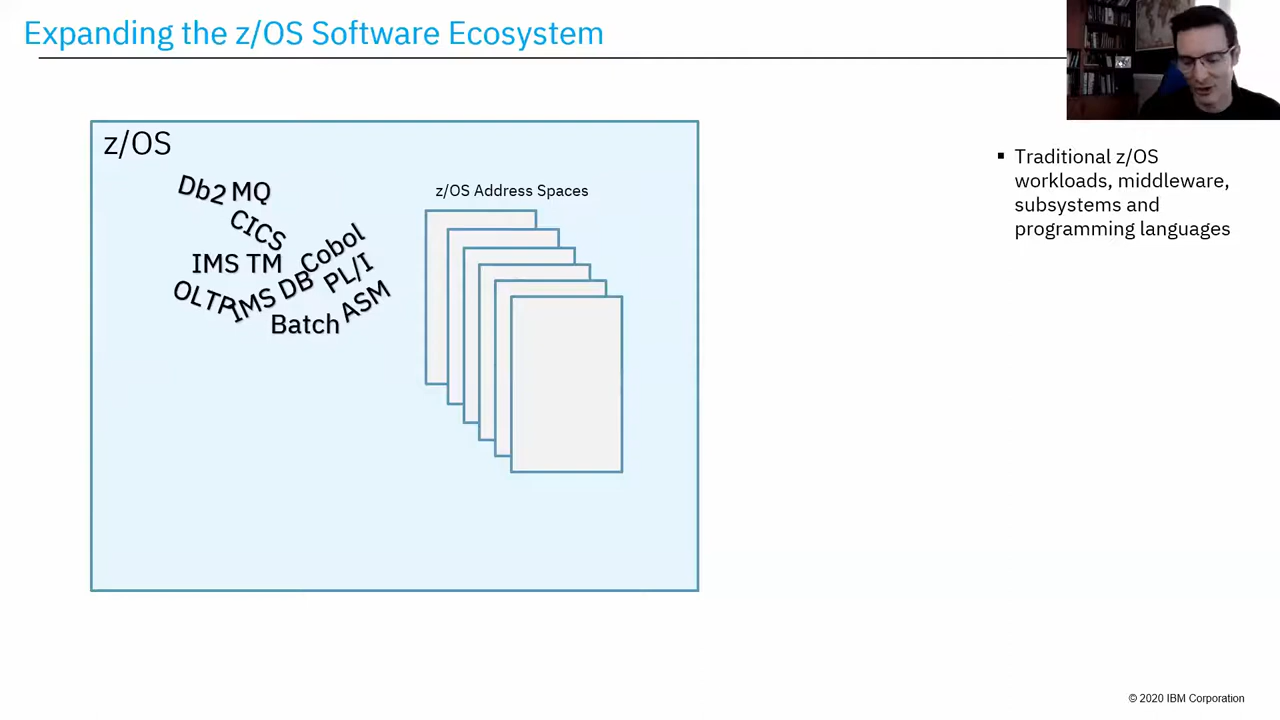 Expanding the z/OS Software Ecosystem
z/OS
Db2 MQ
CICS
IMS TM
Cobol
PL/I
OLTP
IMS DB
ASM
Batch
z/OS Address Spaces
▪ Traditional z/OS
workloads, middleware,
subsystems and
programming languages
© 2020 IBM Corporation